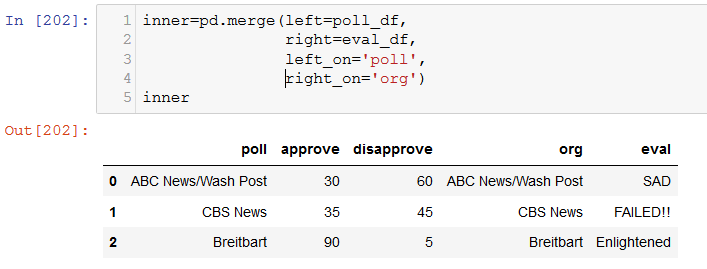 In [202]:
1 inner=pd.merge(left=poll_df,
2 right=eval_df,
3 left_on='poll',
4 right_on='org')
5 inner
Out[202]:
poll approve disapprove org eval
0 ABC News/Wash Post 30 60 ABC News/Wash Post SAD
1 CBS News 35 45 CBS News FAILED!!
2 Breitbart 90 5 Breitbart Enlightened